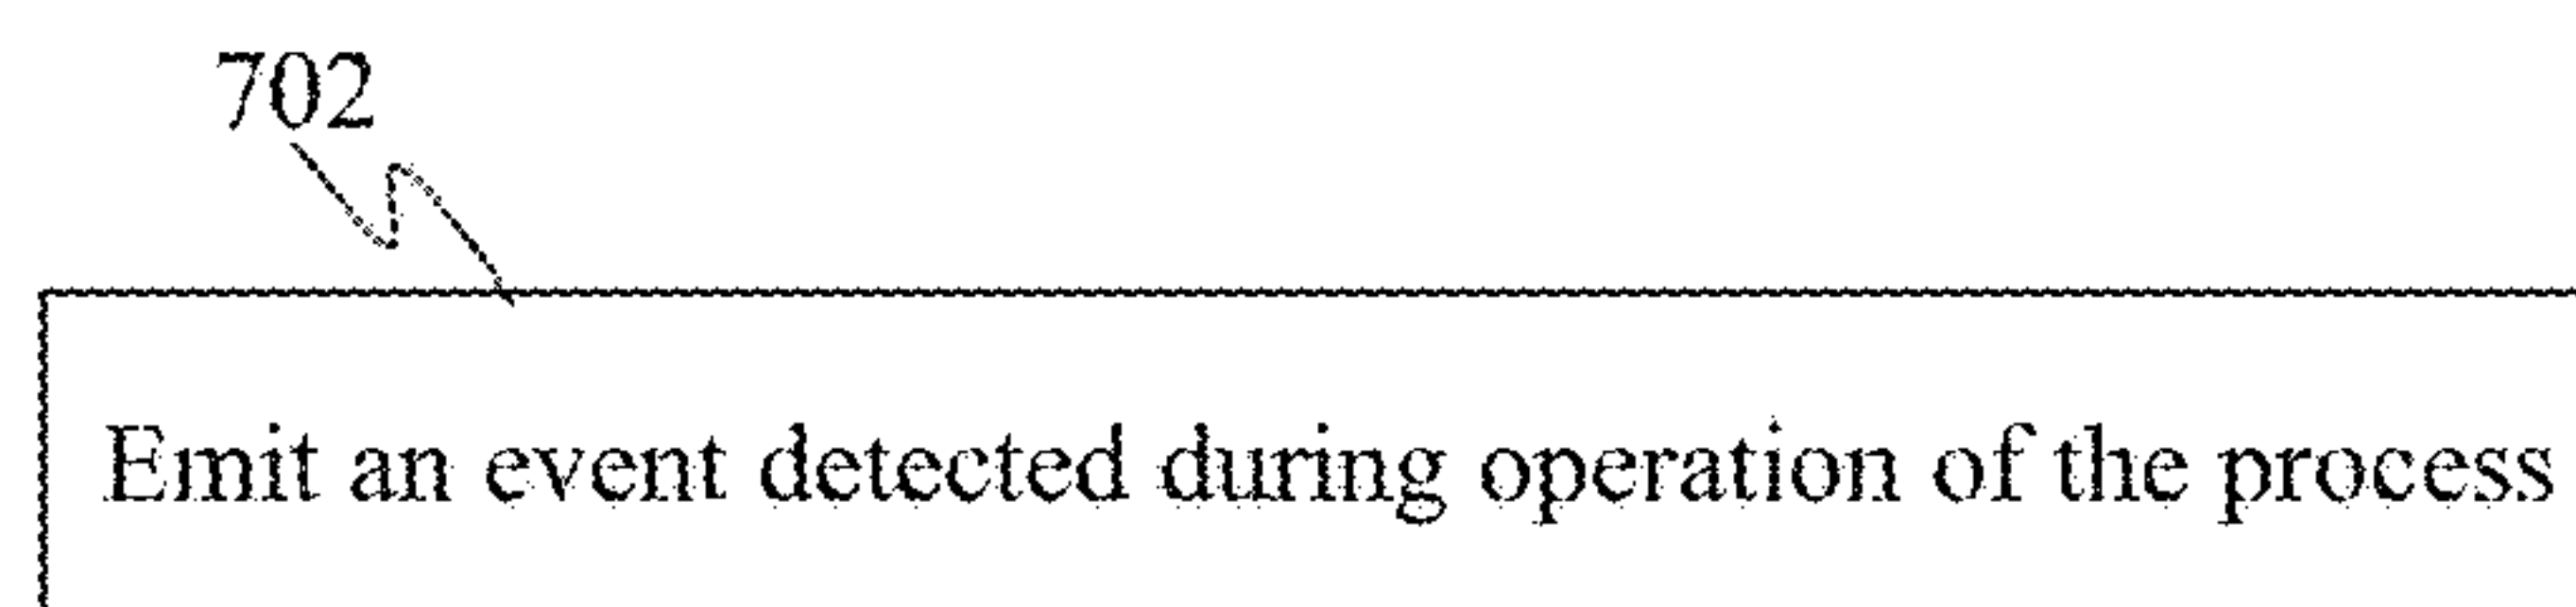 702
Emit an event detected during operation of the process